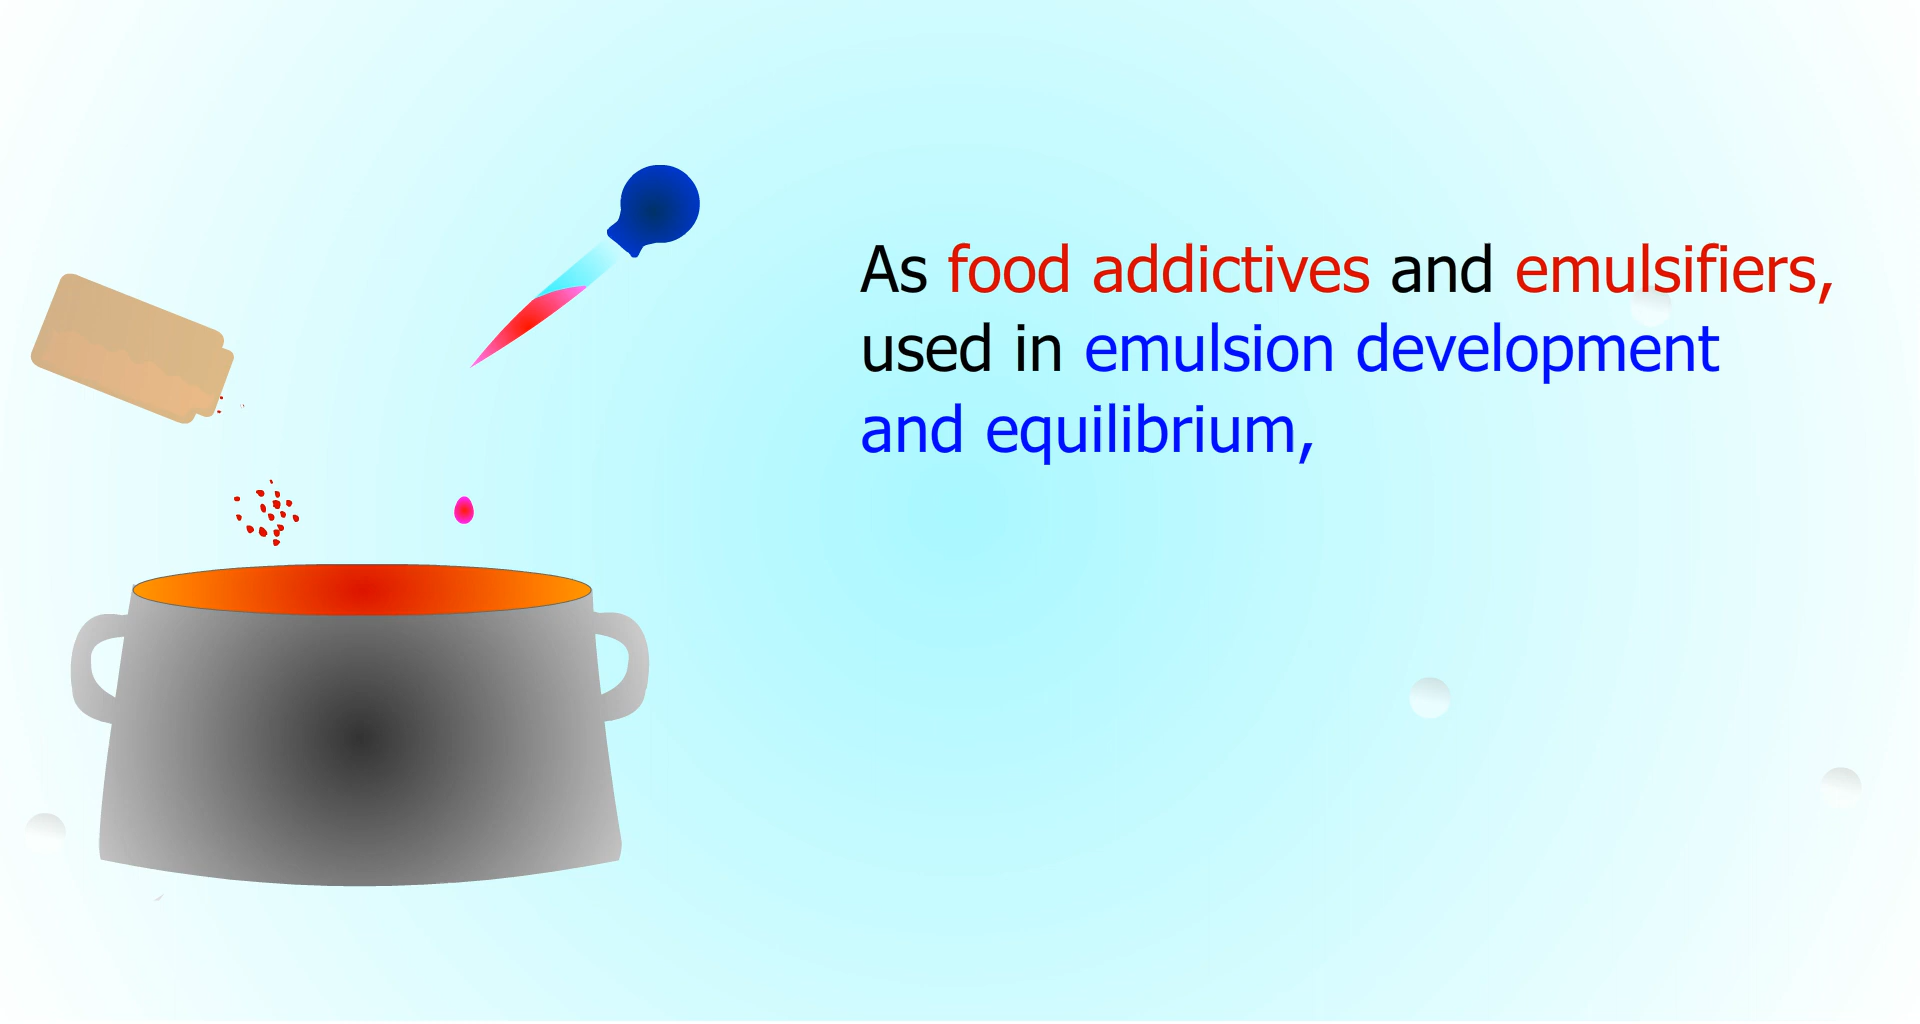 As food addictives and emulsifiers,
used in emulsion development
and equilibrium,